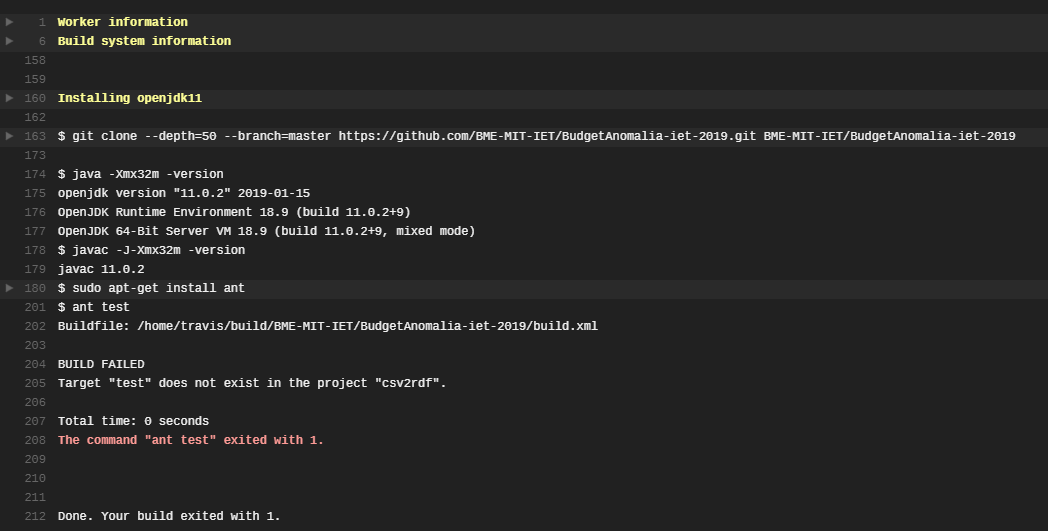 1 Worker information
6 Build system information
158
159
160 Installing openjdk11
162
163 $ git clone --depth=50 --branch=master https://github.com/BME-MIT-IET/BudgetAnomalia-iet-2019.git BME-MIT-IET/BudgetAnomalia-iet-2019
173
174 $ java -Xmx32m -version
175 openjdk version "11.0.2" 2019-01-15
176 OpenJDK Runtime Environment 18.9 (build 11.0.2+9)
177 OpenJDK 64-Bit Server VM 18.9 (build 11.0.2+9, mixed mode)
178 $ javac -J-Xmx32m -version
179 javac 11.0.2
180 $ sudo apt-get install ant
201 $ ant test
202 Buildfile: /home/travis/build/BME-MIT-IET/BudgetAnomalia-iet-2019/build.xml
203
204 BUILD FAILED
205 Target "test" does not exist in the project "csv2rdf".
206
207 Total time: 0 seconds
208 The command "ant test" exited with 1.
209
210
211
212 Done. Your build exited with 1.